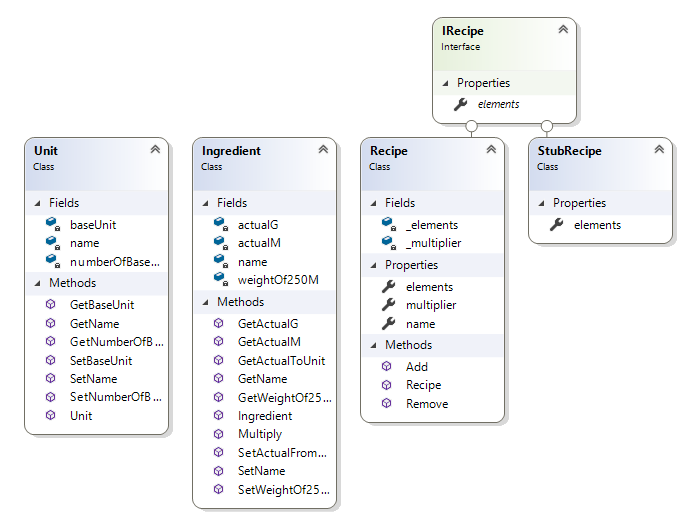 IRecipe
Interface
Properties
elements
Unit
Class
Fields
baseUnit
name
numberOfBase...
Methods
GetBaseUnit
GetName
GetNumberOfB...
SetBaseUnit
SetName
SetNumberOfB...
Unit
Ingredient
Class
Fields
actualG
actualM
name
weightOf250M
Methods
GetActualG
GetActualM
GetActualToUnit
GetName
GetWeightOf25...
Ingredient
Multiply
SetActualFrom...
SetName
SetWeightOf25...
Recipe
Class
Fields
_elements
_multiplier
Properties
elements
multiplier
name
Methods
Add
Recipe
Remove
StubRecipe
Class
Properties
elements